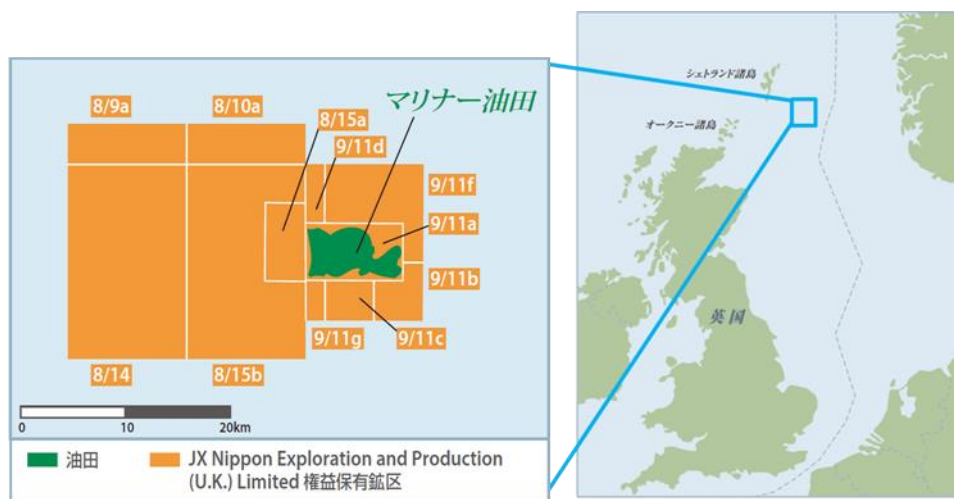 8/9a
8/10a
マリナー油田
8/15a
9/11d
9/11f
9/11a
9/11b
9/11g
9/11c
8/14
8/15b
0
10
20km
油田
JX Nippon Exploration and Production
(U.K.) Limited 権益保有鉱区
シェトランド諸島
オークニー諸島
英国